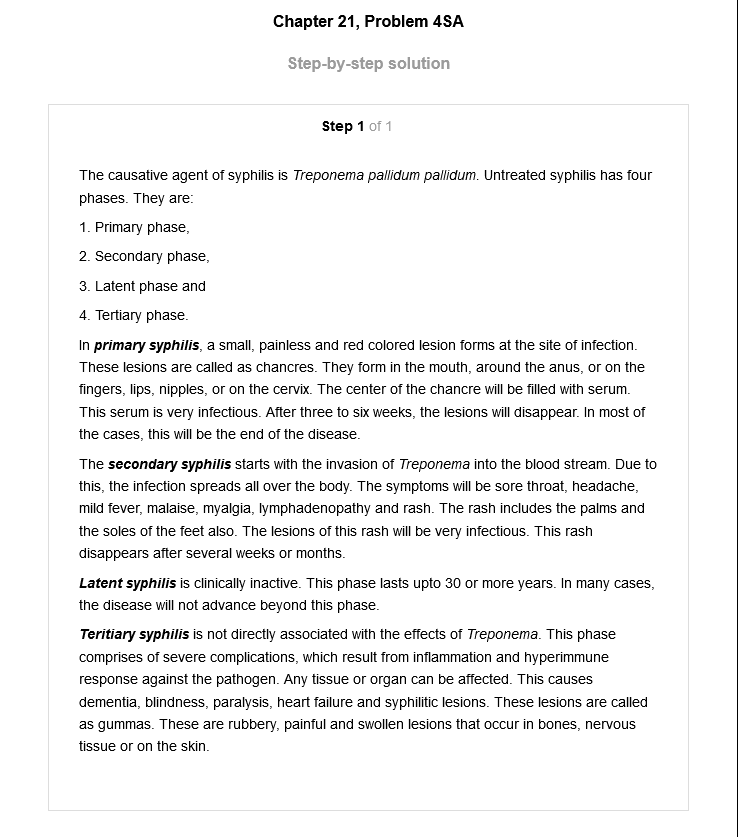 Chapter 21, Problem 4SA
Step-by-step solution
Step 1 of 1
The causative agent of syphilis is Treponema pallidum pallidum. Untreated syphilis has four
phases. They are:
1. Primary phase,
2. Secondary phase,
3. Latent phase and
4. Tertiary phase.
In primary syphilis, a small, painless and red colored lesion forms at the site of infection.
These lesions are called as chancres. They form in the mouth, around the anus, or on the
fingers, lips, nipples, or on the cervix. The center of the chancre will be filled with serum.
This serum is very infectious. After three to six weeks, the lesions will disappear. In most of
the cases, this will be the end of the disease.
The secondary syphilis starts with the invasion of Treponema into the blood stream. Due to
this, the infection spreads all over the body. The symptoms will be sore throat, headache,
mild fever, malaise, myalgia, lymphadenopathy and rash. The rash includes the palms and
the soles of the feet also. The lesions of this rash will be very infectious. This rash
disappears after several weeks or months.
Latent syphilis is clinically inactive. This phase lasts upto 30 or more years. In many cases,
the disease will not advance beyond this phase.
Teritiary syphilis is not directly associated with the effects of Treponema. This phase
comprises of severe complications, which result from inflammation and hyperimmune
response against the pathogen. Any tissue or organ can be affected. This causes
dementia, blindness, paralysis, heart failure and syphilitic lesions. These lesions are called
as gummas. These are rubbery, painful and swollen lesions that occur in bones, nervous
tissue or on the skin.